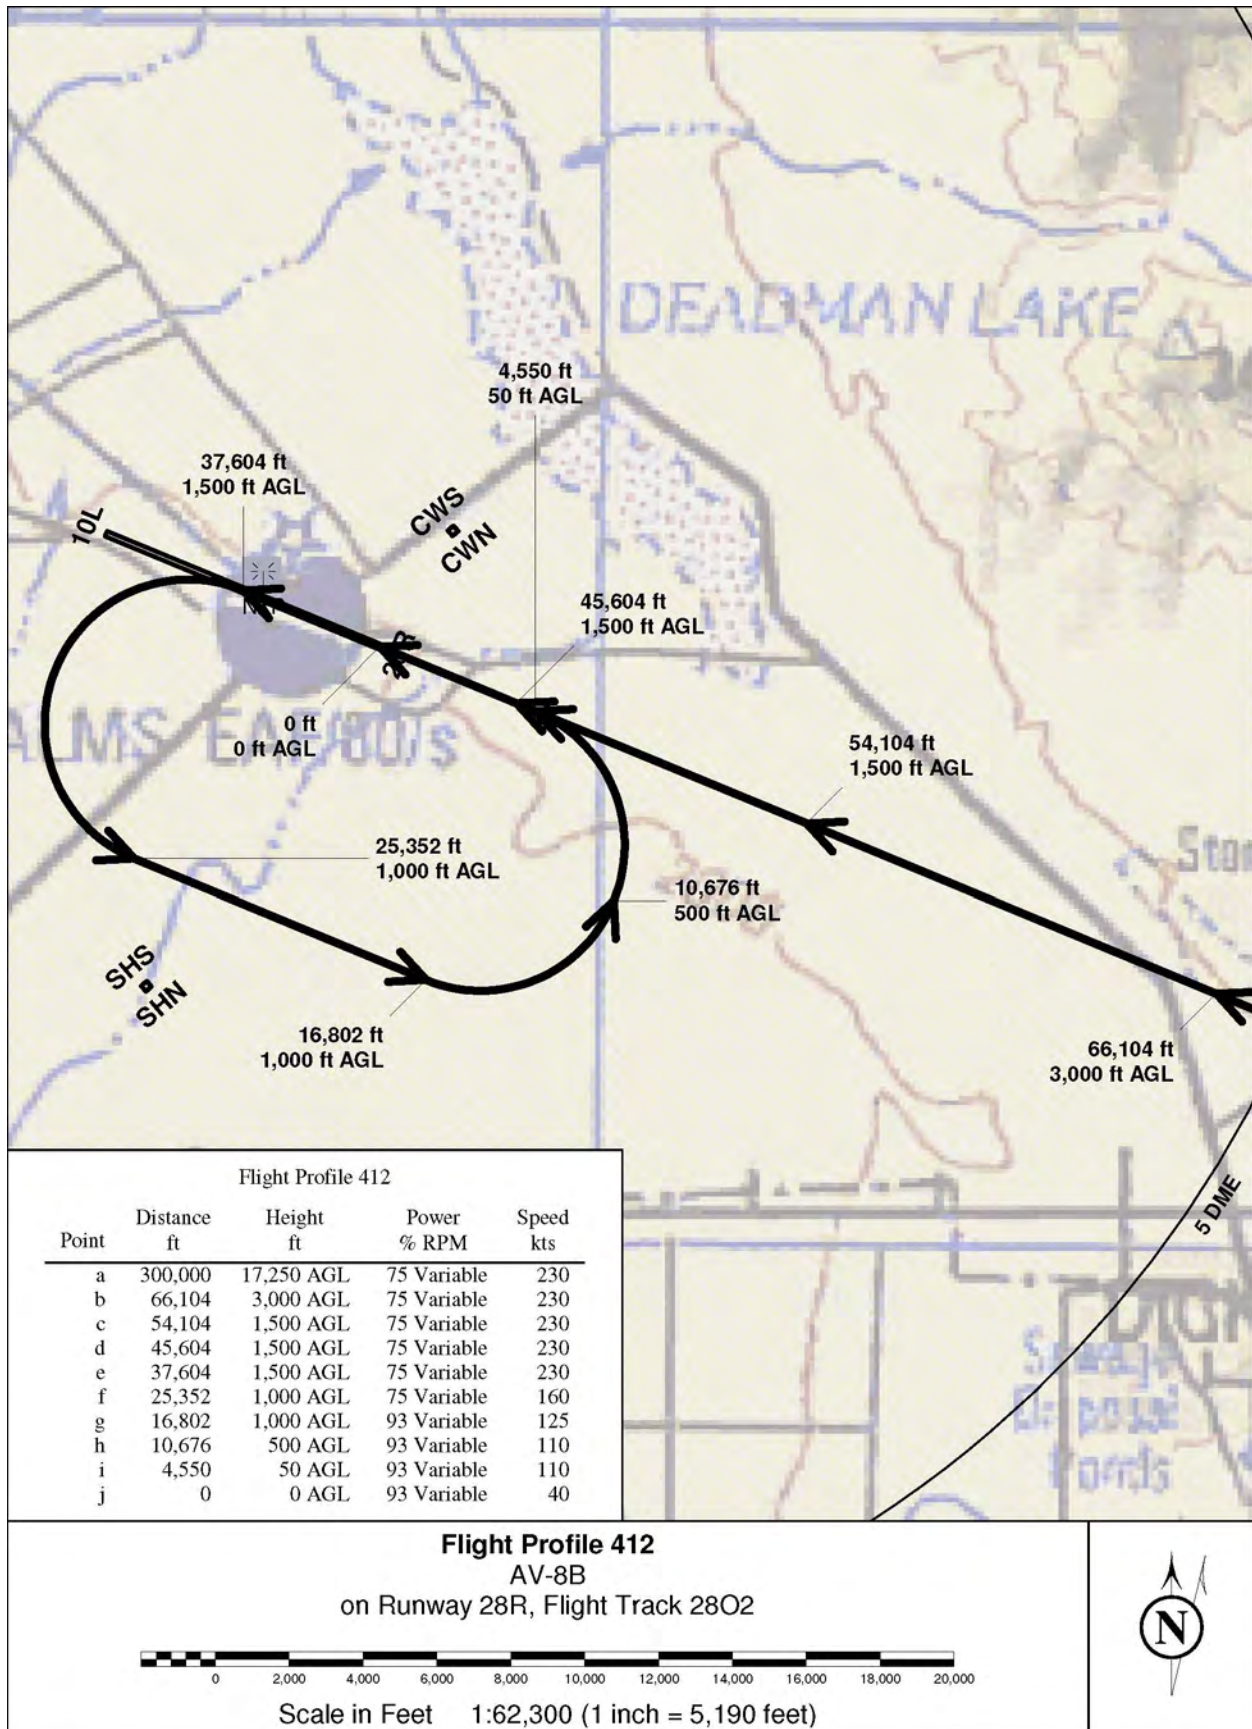 DEADMAN LAKE
4,550 ft
50 ft AGL
37,604 ft
1,500 ft AGL
10L
CWS
CWN
45,604 ft
1,500 ft AGL
0 ft
0 ft AGL
ALMS EAF
54,104 ft
1,500 ft AGL
25,352 ft
1,000 ft AGL
10,676 ft
500 ft AGL
SHS
SHN
16,802 ft
1,000 ft AGL
66,104 ft
3,000 ft AGL
5 DME
Sewage
Disposal
Ponds
Flight Profile 412
Distance Height Power Speed
Point ft ft % RPM kts
a 300,000 17,250 AGL 75 Variable 230
b 66,104 3,000 AGL 75 Variable 230
c 54,104 1,500 AGL 75 Variable 230
d 45,604 1,500 AGL 75 Variable 230
e 37,604 1,500 AGL 75 Variable 230
f 25,352 1,000 AGL 75 Variable 160
g 16,802 1,000 AGL 93 Variable 125
h 10,676 500 AGL 93 Variable 110
i 4,550 50 AGL 93 Variable 110
j 0 0 AGL 93 Variable 40
Flight Profile 412
AV-8B
on Runway 28R, Flight Track 28O2
0 2,000 4,000 6,000 8,000 10,000 12,000 14,000 16,000 18,000 20,000
Scale in Feet 1:62,300 (1 inch = 5,190 feet)
N